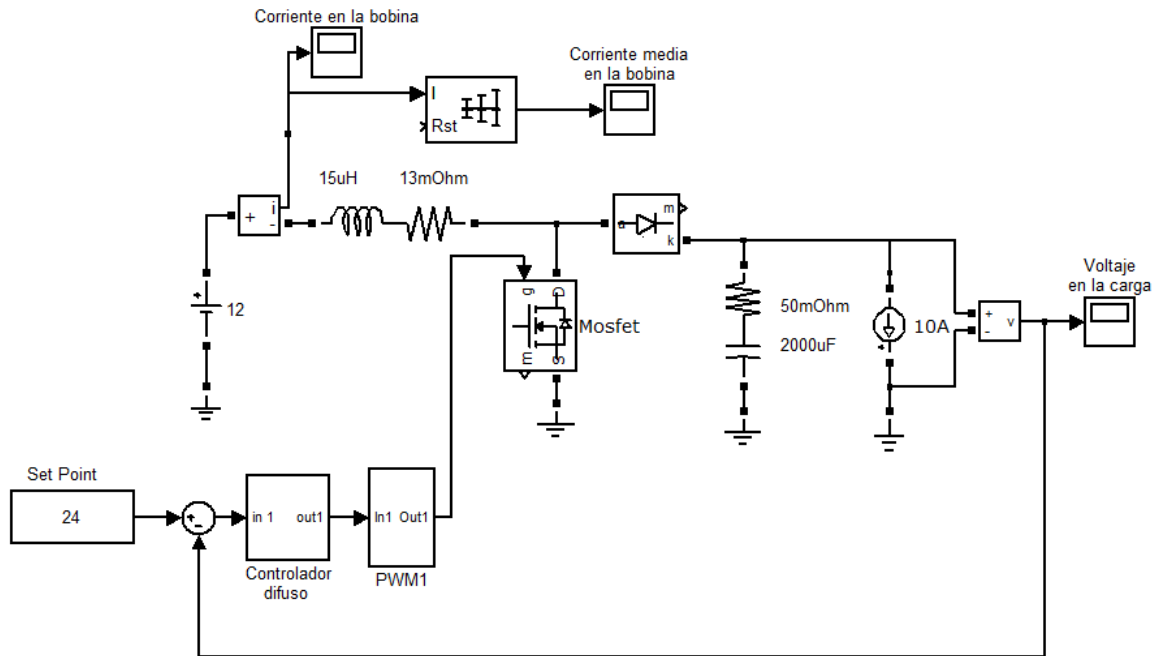 Corriente en la bobina
Corriente media
en la bobina
I
Rst
15uH
13mOhm
+
i
-
a
m
k
12
g
D
m
S
Mosfet
50mOhm
2000uF
10A
+
-
v
Voltaje
en la carga
Set Point
24
+
-
in 1
out1
In1
Out1
Controlador
difuso
PWM1